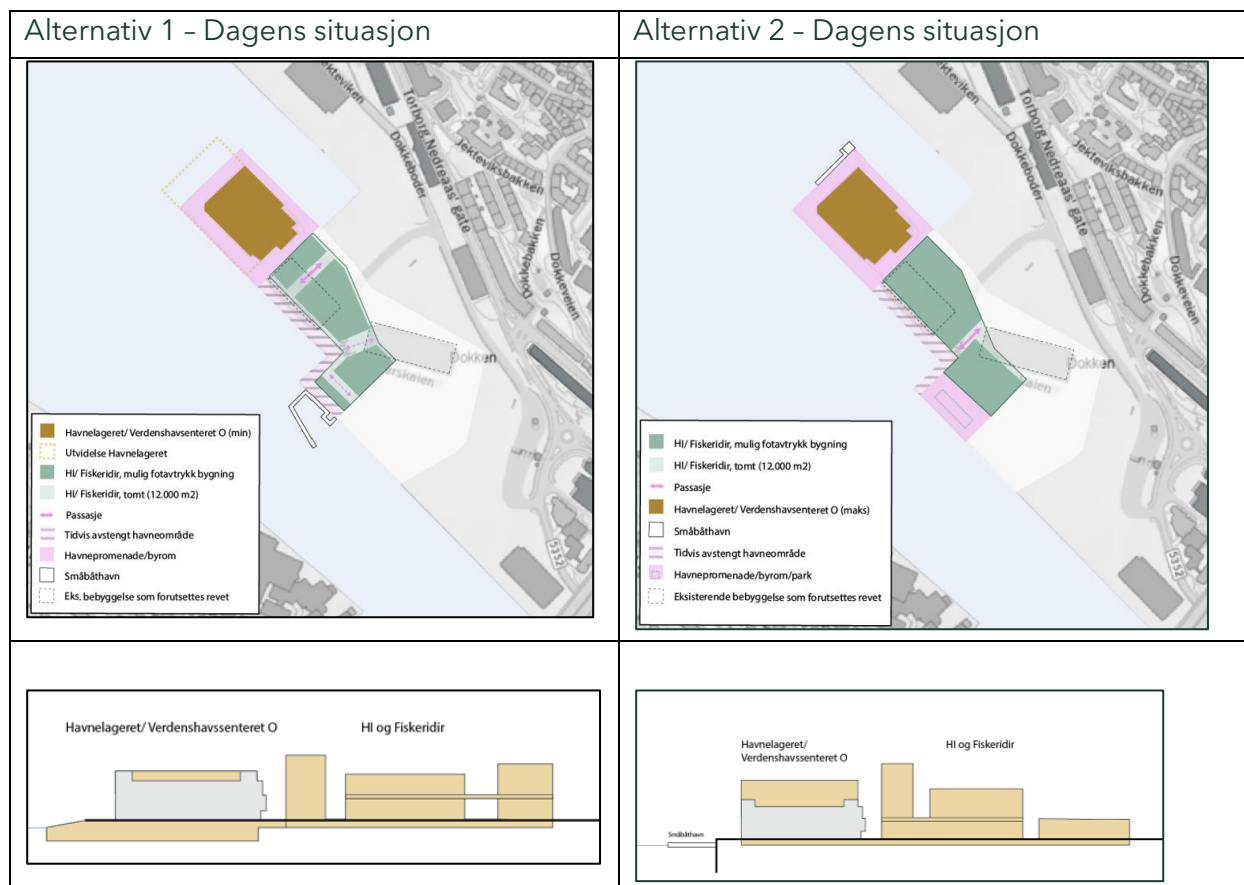 Alternativ 1 – Dagens situasjon
Alternativ 2 – Dagens situasjon
Jekteviken
Torborg Nedreaas' gate
Dokkeboder
Jekteviksbakken
Dokkebakken
Dokkeveien
Dokken
erskaien
5352
Havnelageret/ Verdenshavsenteret O (min)
Utvidelse Havnelageret
HI/ Fiskeridir, mulig fotavtrykk bygning
HI/ Fiskeridir, tomt (12.000 m2)
Passasje
Tidvis avstengt havneområde
Havnepromenade/byrom
Småbåthavn
Eks, bebyggelse som forutsettes revet
Jekteviken
Torborg Nedreaas' gate
Dokkeboder
Jekteviksbakken
Dokkebakken
Dokkeveien
Dokken
kaien
5352
HI/ Fiskeridir, mulig fotavtrykk bygning
HI/ Fiskeridir, tomt (12.000 m2)
Passasje
Havnelageret/ Verdenshavsenteret O (maks)
Småbåthavn
Tidvis avstengt havneområde
Havnepromenade/byrom/park
Eksisterende bebyggelse som forutsettes revet
Havnelageret/ Verdenshavssenteret O
HI og Fiskeridir
Havnelageret/
Verdenshavssenteret O
HI og Fiskeridir
Småbåthavn